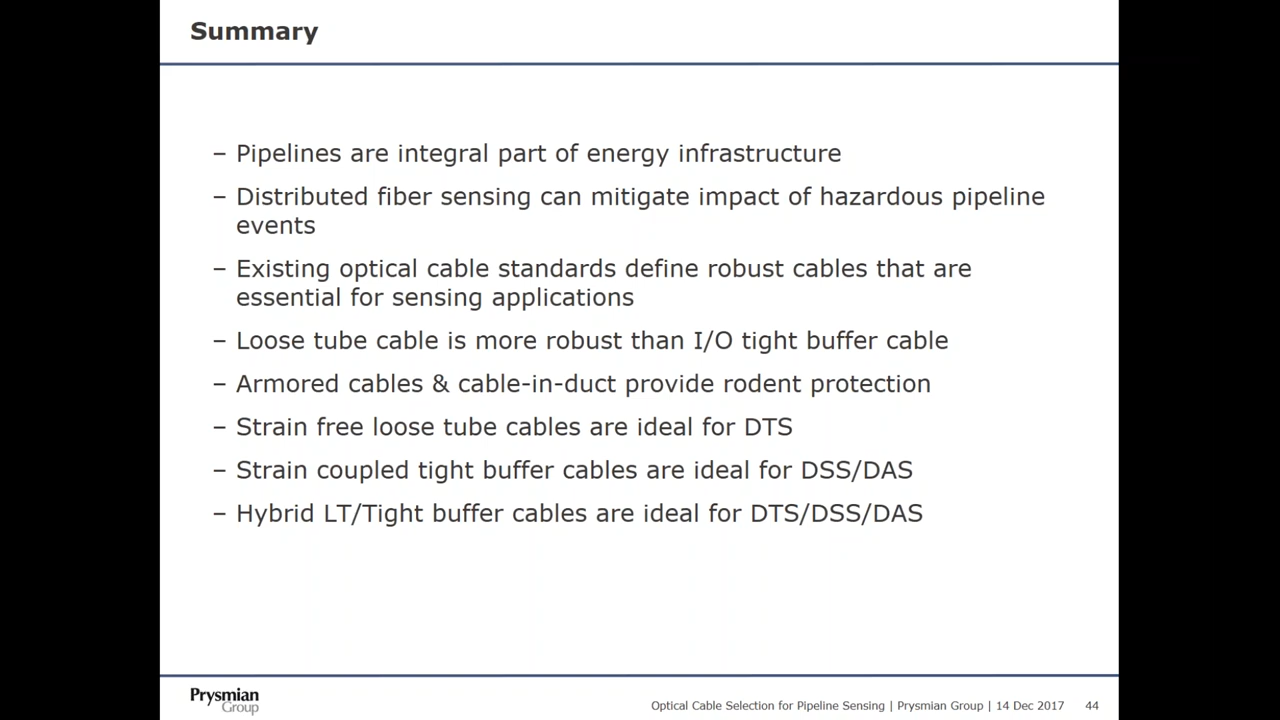 Summary
– Pipelines are integral part of energy infrastructure
– Distributed fiber sensing can mitigate impact of hazardous pipeline
events
– Existing optical cable standards define robust cables that are
essential for sensing applications
– Loose tube cable is more robust than I/O tight buffer cable
– Armored cables & cable-in-duct provide rodent protection
– Strain free loose tube cables are ideal for DTS
– Strain coupled tight buffer cables are ideal for DSS/DAS
– Hybrid LT/Tight buffer cables are ideal for DTS/DSS/DAS
Prysmian
Group
Optical Cable Selection for Pipeline Sensing | Prysmian Group | 14 Dec 2017 44